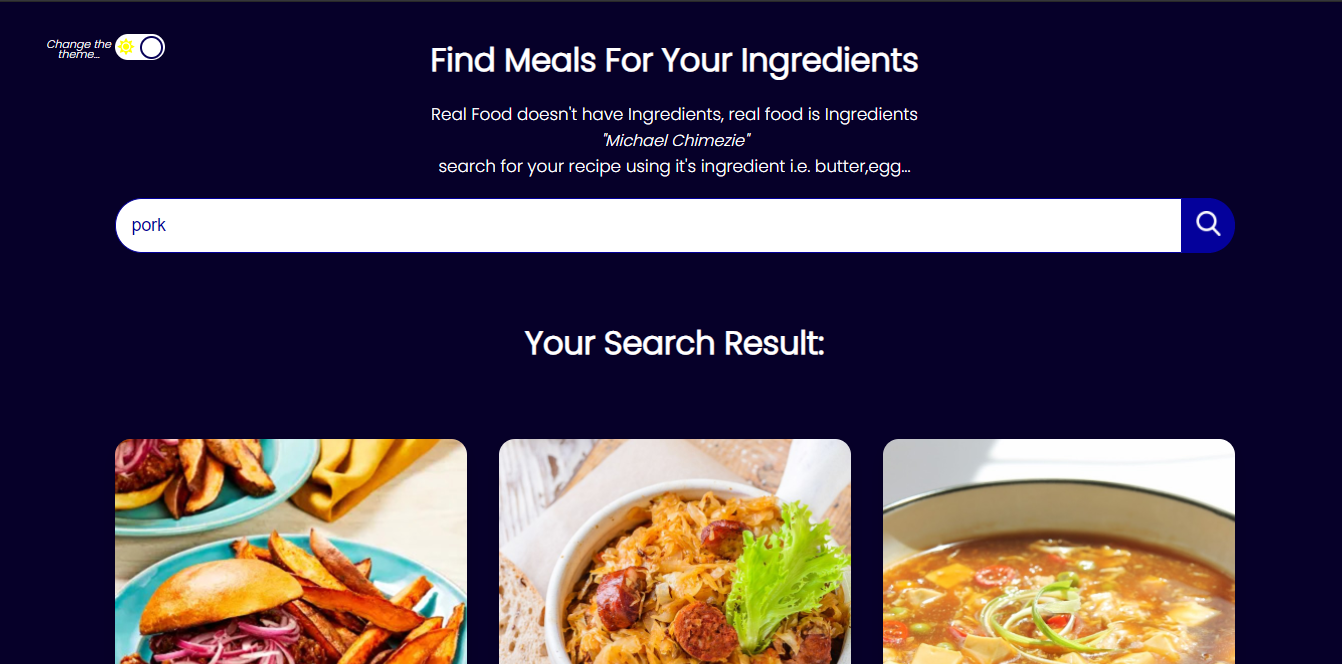 Change the
theme...
Find Meals For Your Ingredients
Real Food doesn't have Ingredients, real food is Ingredients
"Michael Chimezie"
search for your recipe using it's ingredient i.e. butter,egg...
pork
Your Search Result: